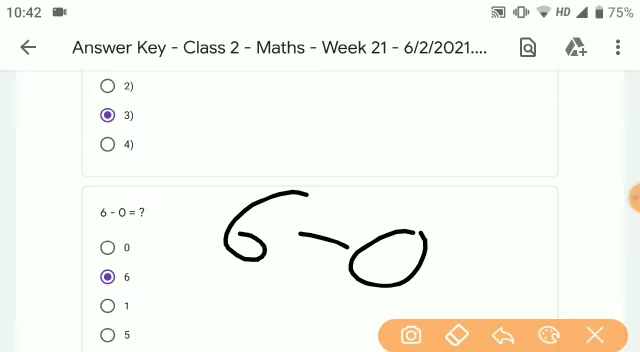 10:42 HD 75%
Answer Key - Class 2 - Maths - Week 21 - 6/2/2021....
2)
3)
4)
6 - 0 = ?
6 - 0
0
6
1
5